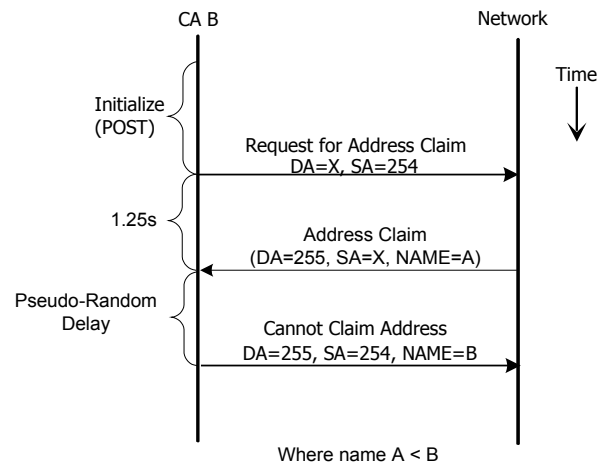 CA B
Network
Time
Initialize
(POST)
Request for Address Claim
DA=X, SA=254
1.25s
Address Claim
(DA=255, SA=X, NAME=A)
Pseudo-Random
Delay
Cannot Claim Address
DA=255, SA=254, NAME=B
Where name A < B